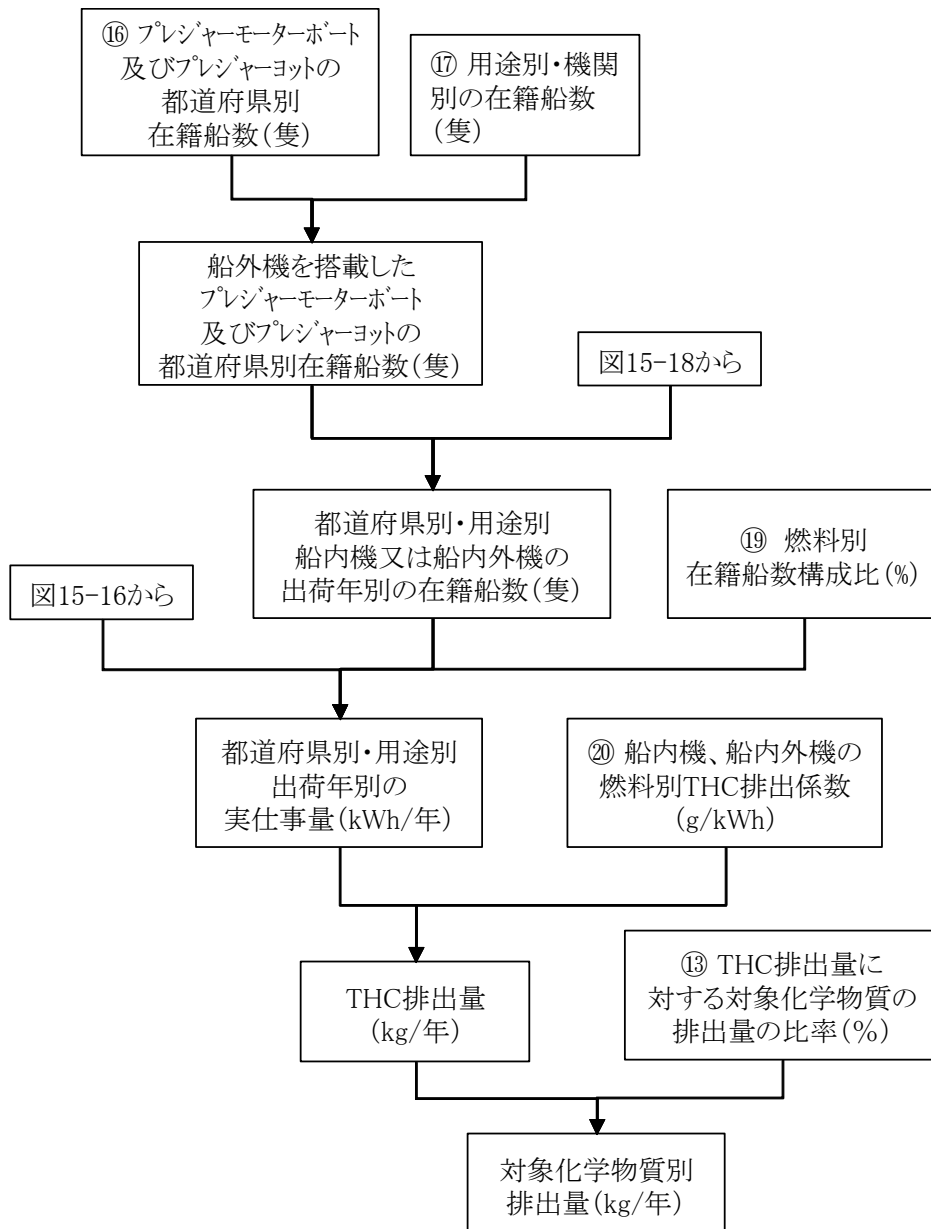 ⑯ プレジャーモーターボート
及びプレジャーヨットの
都道府県別
在籍船数(隻)
⑰ 用途別・機関
別の在籍船数
(隻)
船外機を搭載した
プレジャーモーターボート
及びプレジャーヨットの
都道府県別在籍船数(隻)
図15-18から
都道府県別・用途別
船内機又は船内外機の
出荷年別の在籍船数(隻)
⑲ 燃料別
在籍船数構成比(%)
図15-16から
都道府県別・用途別
出荷年別の
実仕事量(kWh/年)
⑳ 船内機、船内外機の
燃料別THC排出係数
(g/kWh)
THC排出量
(kg/年)
⑬ THC排出量に
対する対象化学物質の
排出量の比率(%)
対象化学物質別
排出量(kg/年)